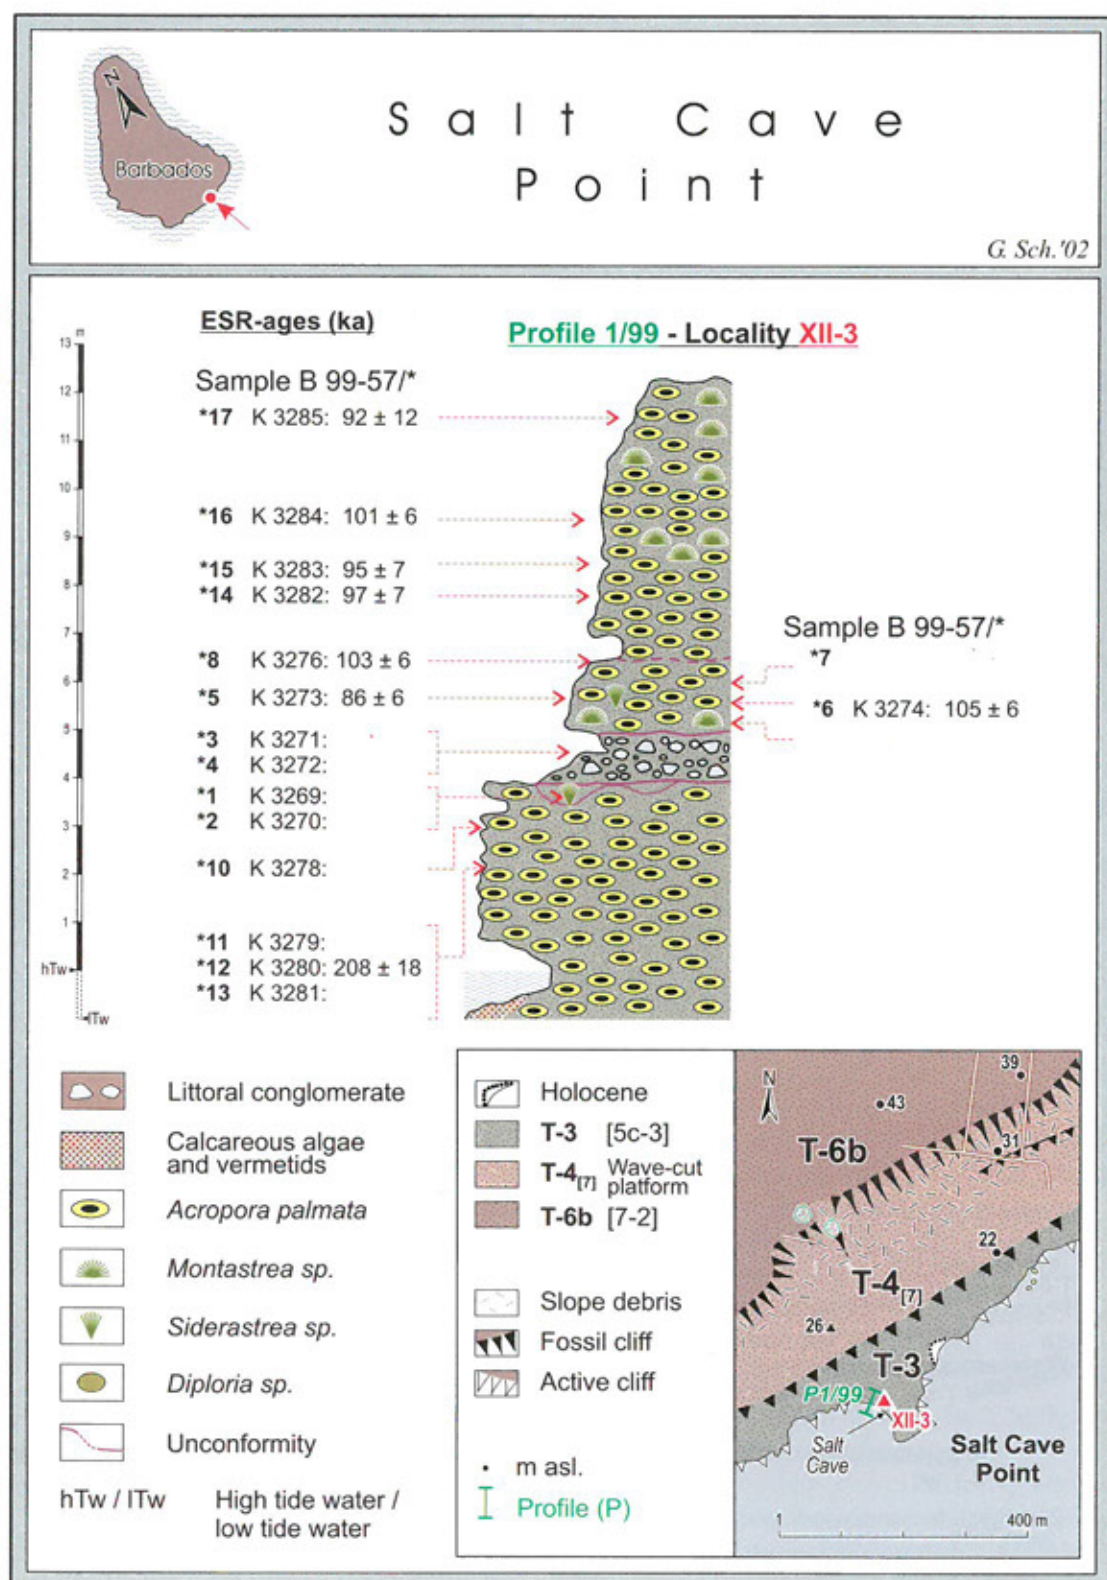 N
Barbados
Salt Cave
Point
G. Sch.'02
ESR-ages (ka)
Profile 1/99 - Locality XII-3
m
13
12
11
10
9
8
7
6
5
4
3
2
1
hTw
lTw
Sample B 99-57/*
*17 K 3285: 92 ± 12
*16 K 3284: 101 ± 6
*15 K 3283: 95 ± 7
*14 K 3282: 97 ± 7
*8 K 3276: 103 ± 6
*5 K 3273: 86 ± 6
*3 K 3271:
*4 K 3272:
*1 K 3269:
*2 K 3270:
*10 K 3278:
*11 K 3279:
*12 K 3280: 208 ± 18
*13 K 3281:
Sample B 99-57/*
*7
*6 K 3274: 105 ± 6
Littoral conglomerate
Calcareous algae
and vermetids
Acropora palmata
Montastrea sp.
Siderastrea sp.
Diploria sp.
Unconformity
hTw / lTw High tide water /
low tide water
Holocene
T-3 [5c-3]
T-4[7] Wave-cut
platform
T-6b [7-2]
Slope debris
Fossil cliff
Active cliff
m asl.
Profile (P)
N
39
43
T-6b
31
22
T-4[7]
26
T-3
P1/99
XII-3
Salt
Cave
Salt Cave
Point
1 400 m